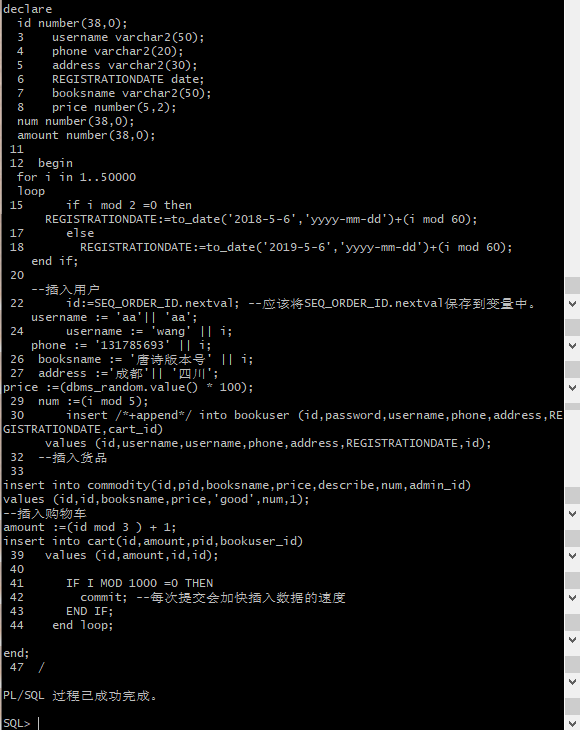 declare
  id number(38,0);
  3    username varchar2(50);
  4    phone varchar2(20);
  5    address varchar2(30);
  6    REGISTRATIONDATE date;
  7    booksname varchar2(50);
  8    price number(5,2);
  num number(38,0);
  amount number(38,0);
 11
 12  begin
  for i in 1..50000
  loop
 15      if i mod 2 =0 then
      REGISTRATIONDATE:=to_date('2018-5-6','yyyy-mm-dd')+(i mod 60);
 17      else
 18        REGISTRATIONDATE:=to_date('2019-5-6','yyyy-mm-dd')+(i mod 60);
    end if;
 20
    --插入用户
 22      id:=SEQ_ORDER_ID.nextval; --应该将SEQ_ORDER_ID.nextval保存到变量中。
    username := 'aa'|| 'aa';
 24      username := 'wang' || i;
    phone := '131785693' || i;
 26  booksname := '唐诗版本号' || i;
 27  address :='成都'|| '四川';
price :=(dbms_random.value() * 100);
 29  num :=(i mod 5);
 30      insert /*+append*/ into bookuser (id,password,username,phone,address,RE
GISTRATIONDATE,cart_id)
      values (id,username,username,phone,address,REGISTRATIONDATE,id);
 32  --插入货品
 33
insert into commodity(id,pid,booksname,price,describe,num,admin_id)
values (id,id,booksname,price,'good',num,1);
--插入购物车
amount :=(id mod 3 ) + 1;
insert into cart(id,amount,pid,bookuser_id)
 39   values (id,amount,id,id);
 40
 41      IF I MOD 1000 =0 THEN
 42        commit; --每次提交会加快插入数据的速度
 43      END IF;
 44    end loop;
end;
 47  /
PL/SQL 过程已成功完成。
SQL>